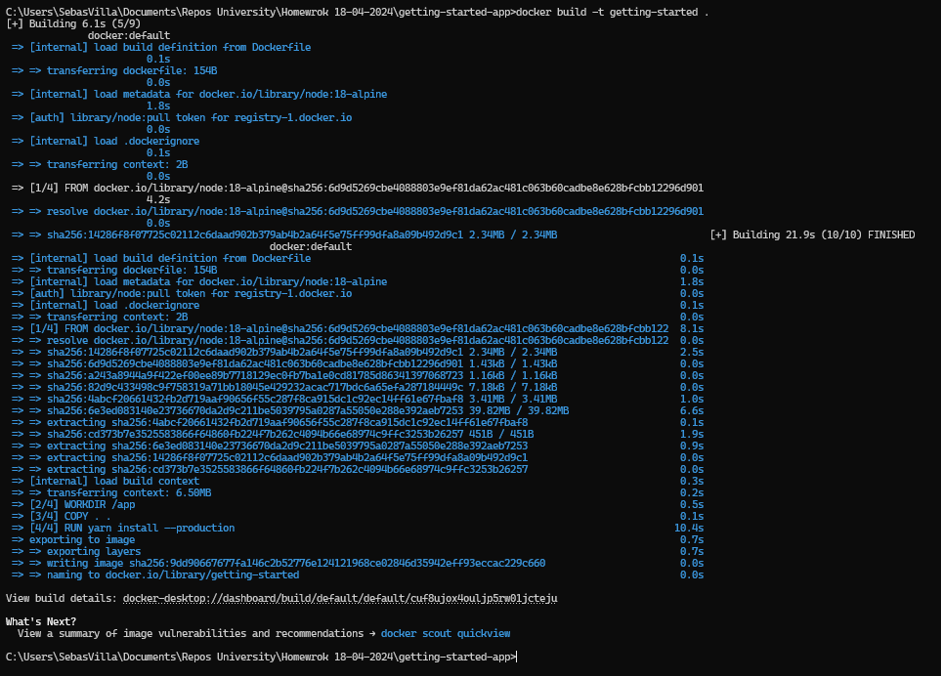 C:\Users\SebasVilla\Documents\Repos University\Homewrok 18-04-2024\getting-started-app>docker build -t getting-started .
[+] Building 6.1s (5/9)
docker:default
=> [internal] load build definition from Dockerfile
0.1s
=> => transferring dockerfile: 154B
0.0s
=> [internal] load metadata for docker.io/library/node:18-alpine
1.8s
=> [auth] library/node:pull token for registry-1.docker.io
0.0s
=> [internal] load .dockerignore
0.1s
=> => transferring context: 2B
0.0s
=> [1/4] FROM docker.io/library/node:18-alpine@sha256:6d9d5269cbe4088803e9ef81da62ac481c063b60cadbe8e628bfcbb12296d901
4.2s
=> => resolve docker.io/library/node:18-alpine@sha256:6d9d5269cbe4088803e9ef81da62ac481c063b60cadbe8e628bfcbb12296d901
0.0s
=> => sha256:14286f8f07725c02112c6daad902b379ab4b2a64f5e75ff99dfa8a09b492d9c1 2.34MB / 2.34MB [+] Building 21.9s (10/10) FINISHED
docker:default
=> [internal] load build definition from Dockerfile 0.1s
=> => transferring dockerfile: 154B 0.0s
=> [internal] load metadata for docker.io/library/node:18-alpine 1.8s
=> [auth] library/node:pull token for registry-1.docker.io 0.0s
=> [internal] load .dockerignore 0.1s
=> => transferring context: 2B 0.0s
=> [1/4] FROM docker.io/library/node:18-alpine@sha256:6d9d5269cbe4088803e9ef81da62ac481c063b60cadbe8e628bfcbb122 8.1s
=> => resolve docker.io/library/node:18-alpine@sha256:6d9d5269cbe4088803e9ef81da62ac481c063b60cadbe8e628bfcbb122 0.0s
=> => sha256:14286f8f07725c02112c6daad902b379ab4b2a64f5e75ff99dfa8a09b492d9c1 2.34MB / 2.34MB 2.5s
=> => sha256:6d9d5269cbe4088803e9ef81da62ac481c063b60cadbe8e628bfcbb12296d901 1.43kB / 1.43kB 0.0s
=> => sha256:a243a8944a9f422ef00ee89b7718129ec0fb7ba1e0cd81785d86341397068723 1.16kB / 1.16kB 0.0s
=> => sha256:82d9c433498c9f758319a71bb18045e429232acac717bdc6a65efa287184449c 7.18kB / 7.18kB 0.0s
=> => sha256:4abcf20661432fb2d719aaf90656f55c287f8ca915dc1c92ec14ff61e67fbaf8 3.41MB / 3.41MB 1.0s
=> => sha256:6e3ed083140e23736670da2d9c211be5039795a0287a55050e288e392aeb7253 39.82MB / 39.82MB 6.6s
=> => extracting sha256:4abcf20661432fb2d719aaf90656f55c287f8ca915dc1c92ec14ff61e67fbaf8 0.1s
=> => sha256:cd373b7e3525583866f64860fb224f7b262c4094b66e68974c9ffc3253b26257 451B / 451B 1.9s
=> => extracting sha256:6e3ed083140e23736670da2d9c211be5039795a0287a55050e288e392aeb7253 0.9s
=> => extracting sha256:14286f8f07725c02112c6daad902b379ab4b2a64f5e75ff99dfa8a09b492d9c1 0.0s
=> => extracting sha256:cd373b7e3525583866f64860fb224f7b262c4094b66e68974c9ffc3253b26257 0.0s
=> [internal] load build context 0.3s
=> => transferring context: 6.50MB 0.2s
=> [2/4] WORKDIR /app 0.5s
=> [3/4] COPY . . 0.1s
=> [4/4] RUN yarn install --production 10.4s
=> exporting to image 0.7s
=> => exporting layers 0.7s
=> => writing image sha256:9dd90667677fa146c2b52776e124121968ce02846d35942eff93eccac229c660 0.0s
=> => naming to docker.io/library/getting-started 0.0s
View build details: docker-desktop://dashboard/build/default/default/cuf8ujox4ouljp5rw01jcteju
What's Next?
View a summary of image vulnerabilities and recommendations → docker scout quickview
C:\Users\SebasVilla\Documents\Repos University\Homewrok 18-04-2024\getting-started-app>